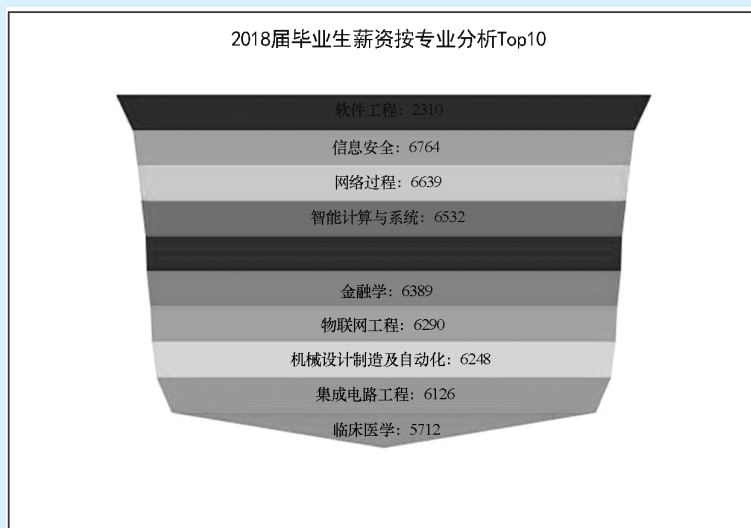 2018届毕业生薪资按专业分析Top10
软件工程：2310
信息安全：6764
网络过程：6639
智能计算与系统：6532
金融学：6389
物联网工程：6290
机械设计制造及自动化：6248
集成电路工程：6126
临床医学：5712